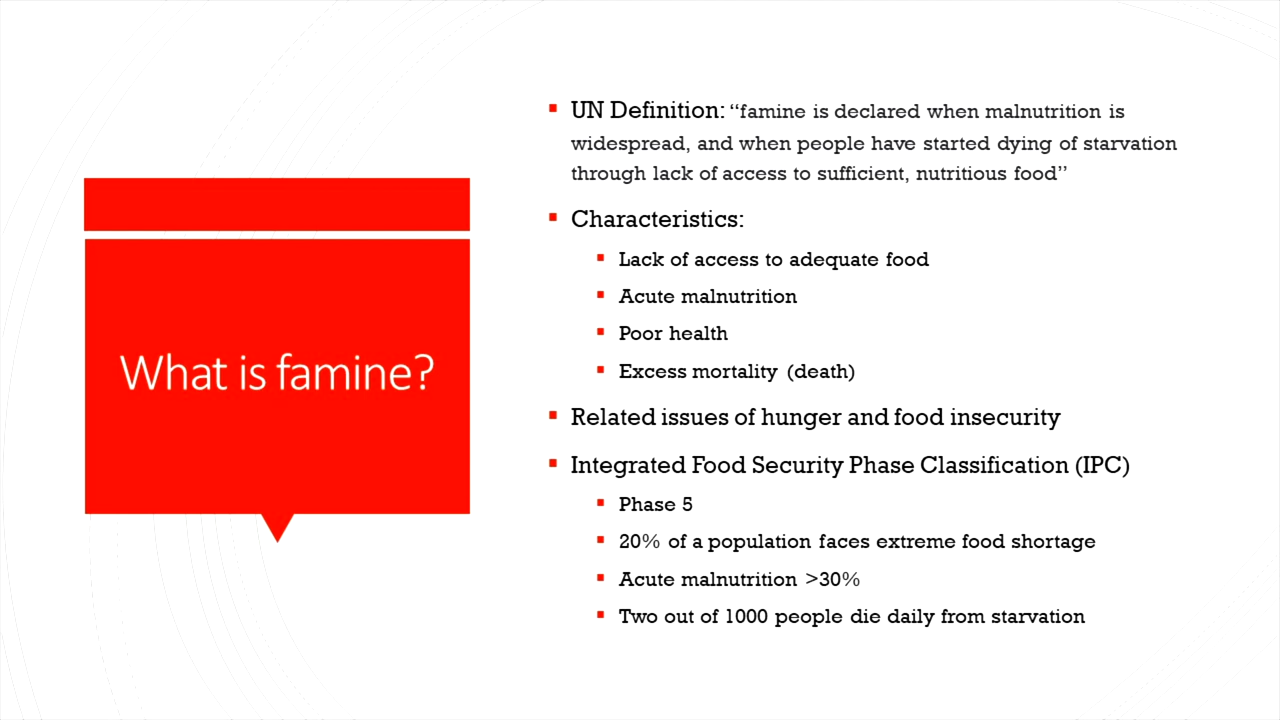 What is famine?
UN Definition: “famine is declared when malnutrition is
widespread, and when people have started dying of starvation
through lack of access to sufficient, nutritious food”
Characteristics:
Lack of access to adequate food
Acute malnutrition
Poor health
Excess mortality (death)
Related issues of hunger and food insecurity
Integrated Food Security Phase Classification (IPC)
Phase 5
20% of a population faces extreme food shortage
Acute malnutrition >30%
Two out of 1000 people die daily from starvation